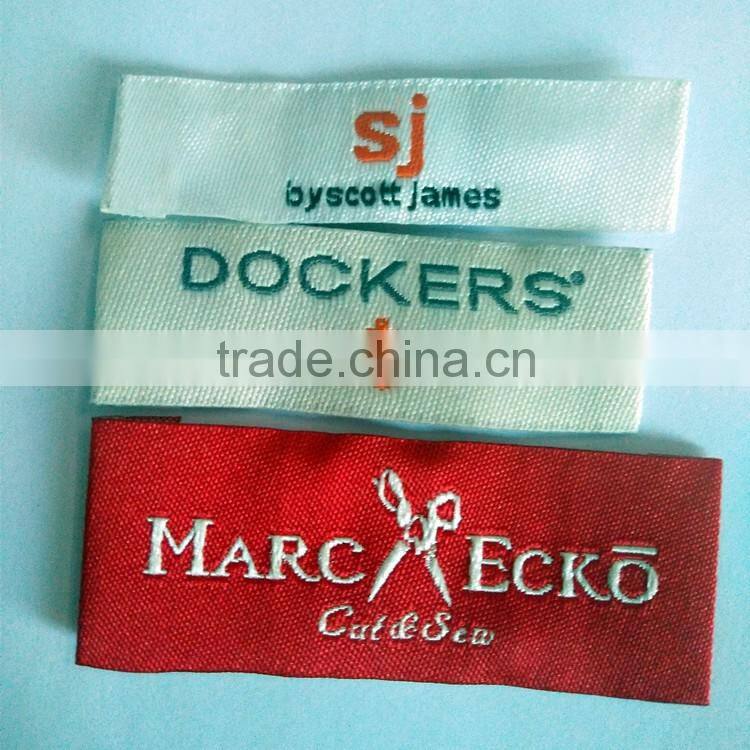 sj
byscott james
DOCKERS®
trade.china.cn
MARC ECKŌ
Cut & Sew